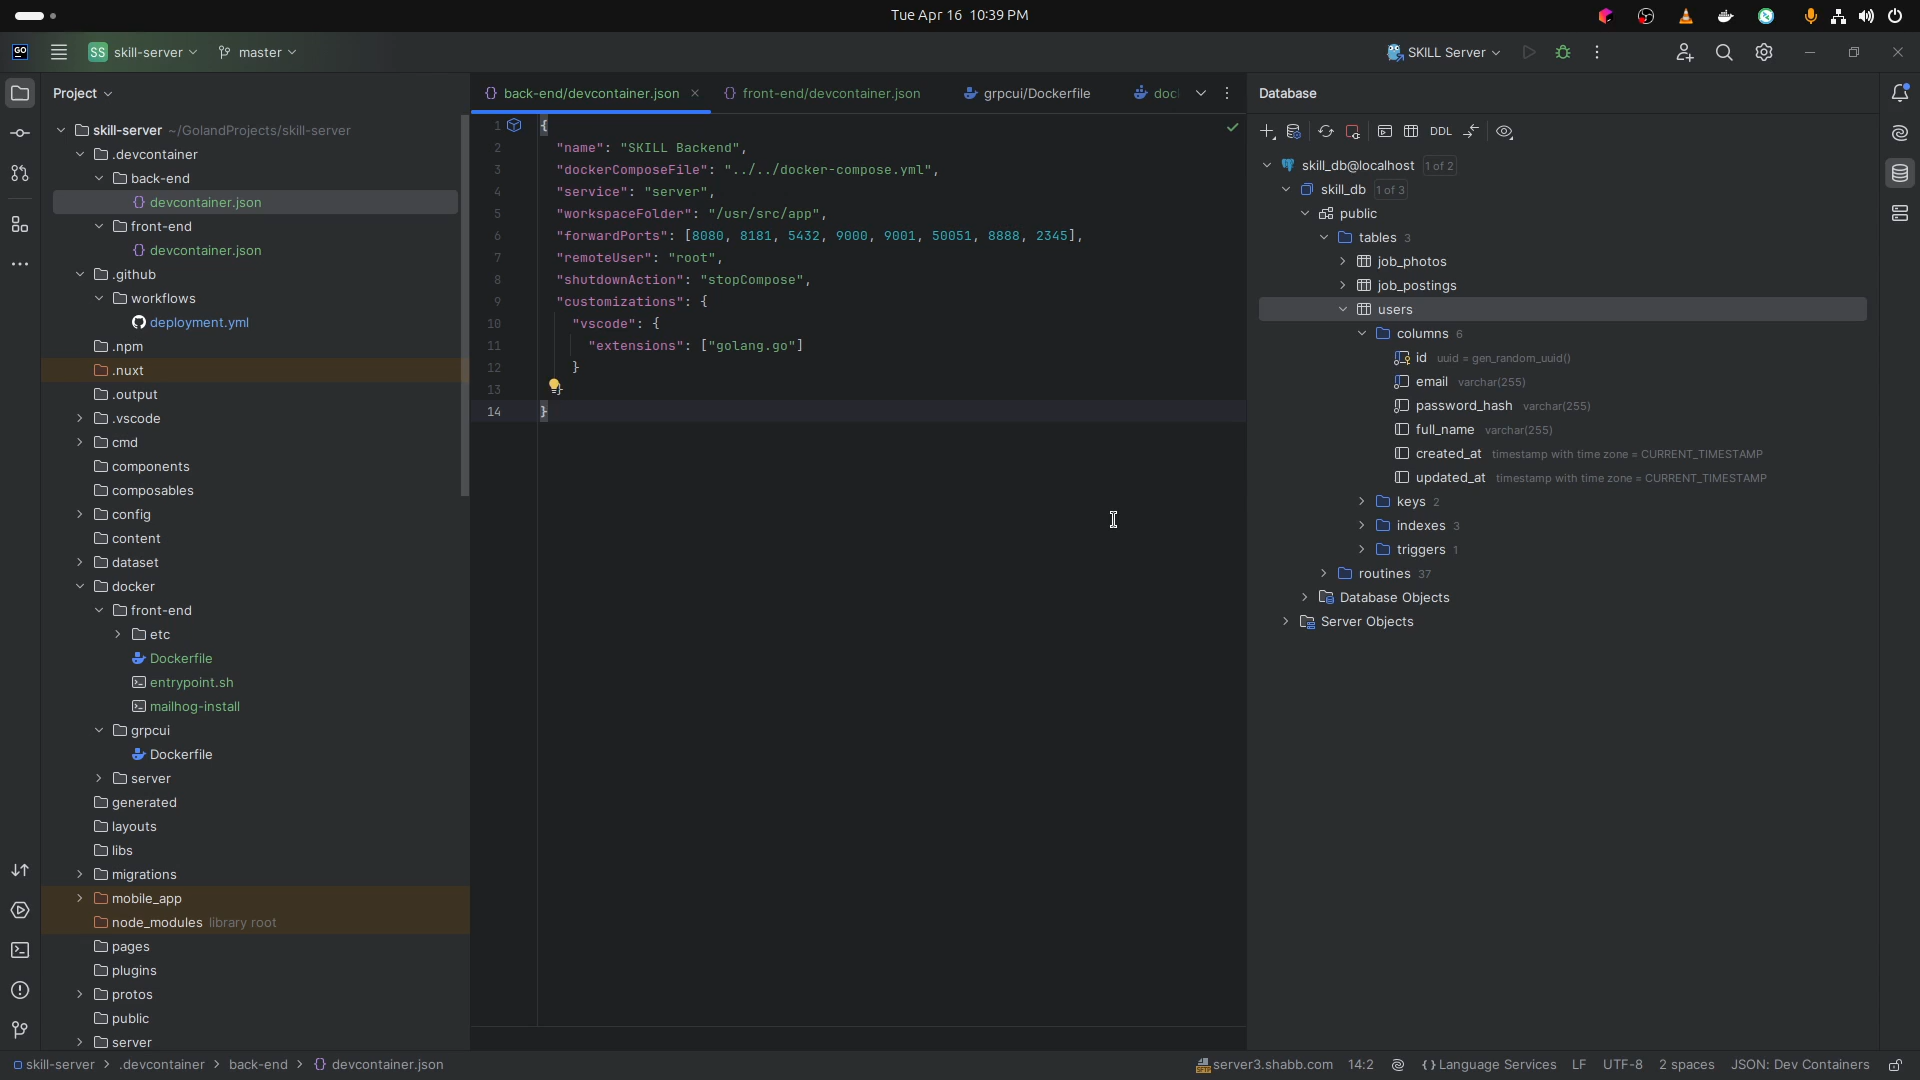 Tue Apr 16 10:39 PM
GO
SS skill-server
master
SKILL Server
Project
skill-server ~/GolandProjects/skill-server
.devcontainer
back-end
devcontainer.json
front-end
devcontainer.json
.github
workflows
deployment.yml
.npm
.nuxt
.output
.vscode
cmd
components
composables
config
content
dataset
docker
front-end
etc
Dockerfile
entrypoint.sh
mailhog-install
grpcui
Dockerfile
server
generated
layouts
libs
migrations
mobile_app
node_modules library root
pages
plugins
protos
public
server
back-end/devcontainer.json
front-end/devcontainer.json
grpcui/Dockerfile
doc
1 {
2 "name": "SKILL Backend",
3 "dockerComposeFile": "../../docker-compose.yml",
4 "service": "server",
5 "workspaceFolder": "/usr/src/app",
6 "forwardPorts": [8080, 8181, 5432, 9000, 9001, 50051, 8888, 2345],
7 "remoteUser": "root",
8 "shutdownAction": "stopCompose",
9 "customizations": {
10 "vscode": {
11 "extensions": ["golang.go"]
12 }
13 }
14 }
Database
DDL
skill_db@localhost 1 of 2
skill_db 1 of 3
public
tables 3
job_photos
job_postings
users
columns 6
id uuid = gen_random_uuid()
email varchar(255)
password_hash varchar(255)
full_name varchar(255)
created_at timestamp with time zone = CURRENT_TIMESTAMP
updated_at timestamp with time zone = CURRENT_TIMESTAMP
keys 2
indexes 3
triggers 1
routines 37
Database Objects
Server Objects
skill-server > .devcontainer > back-end > devcontainer.json
server3.shabb.com
14:2
Language Services
LF
UTF-8
2 spaces
JSON: Dev Containers